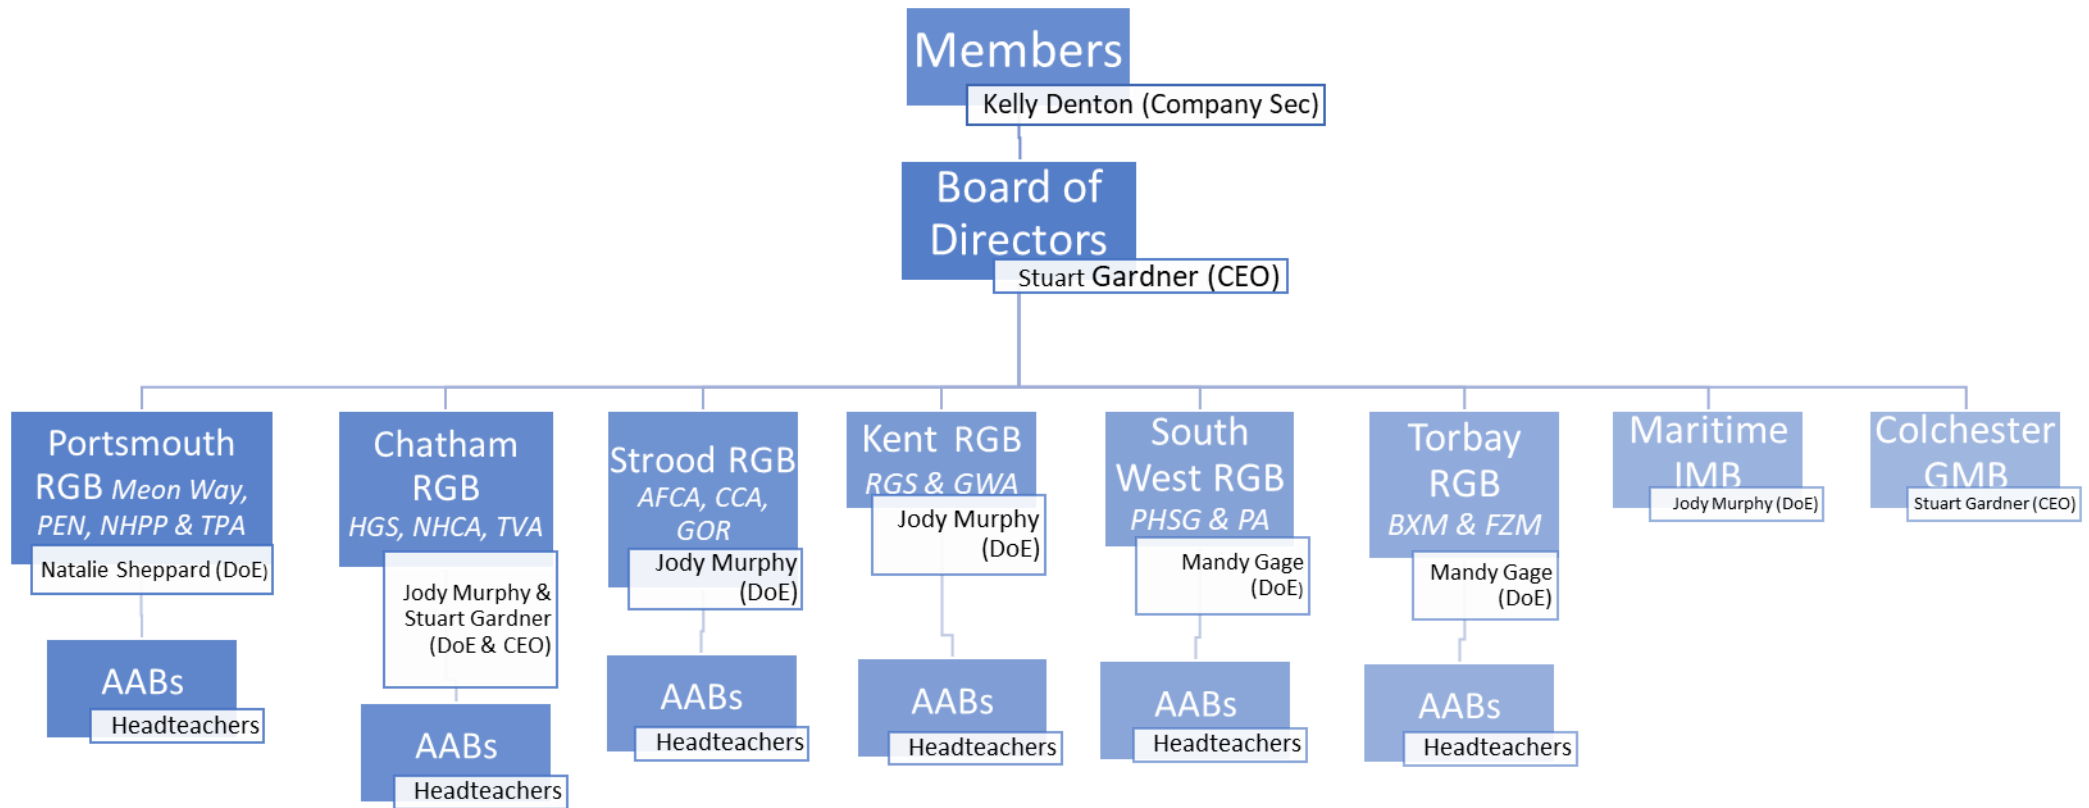 Members
Kelly Denton (Company Sec)
Board of
Directors
Stuart Gardner (CEO)
Portsmouth
RGB Meon Way,
PEN, NHPP & TPA
Natalie Sheppard (DoE)
AABs
Headteachers
Chatham
RGB
HGS, NHCA, TVA
Jody Murphy &
Stuart Gardner
(DoE & CEO)
AABs
Headteachers
Strood RGB
AFCA, CCA,
GOR
Jody Murphy
(DoE)
AABs
Headteachers
Kent RGB
RGS & GWA
Jody Murphy
(DoE)
AABs
Headteachers
South
West RGB
PHSG & PA
Mandy Gage
(DoE)
AABs
Headteachers
Torbay
RGB
BXM & FZM
Mandy Gage
(DoE)
AABs
Headteachers
Maritime
IMB
Jody Murphy (DoE)
Colchester
GMB
Stuart Gardner (CEO)